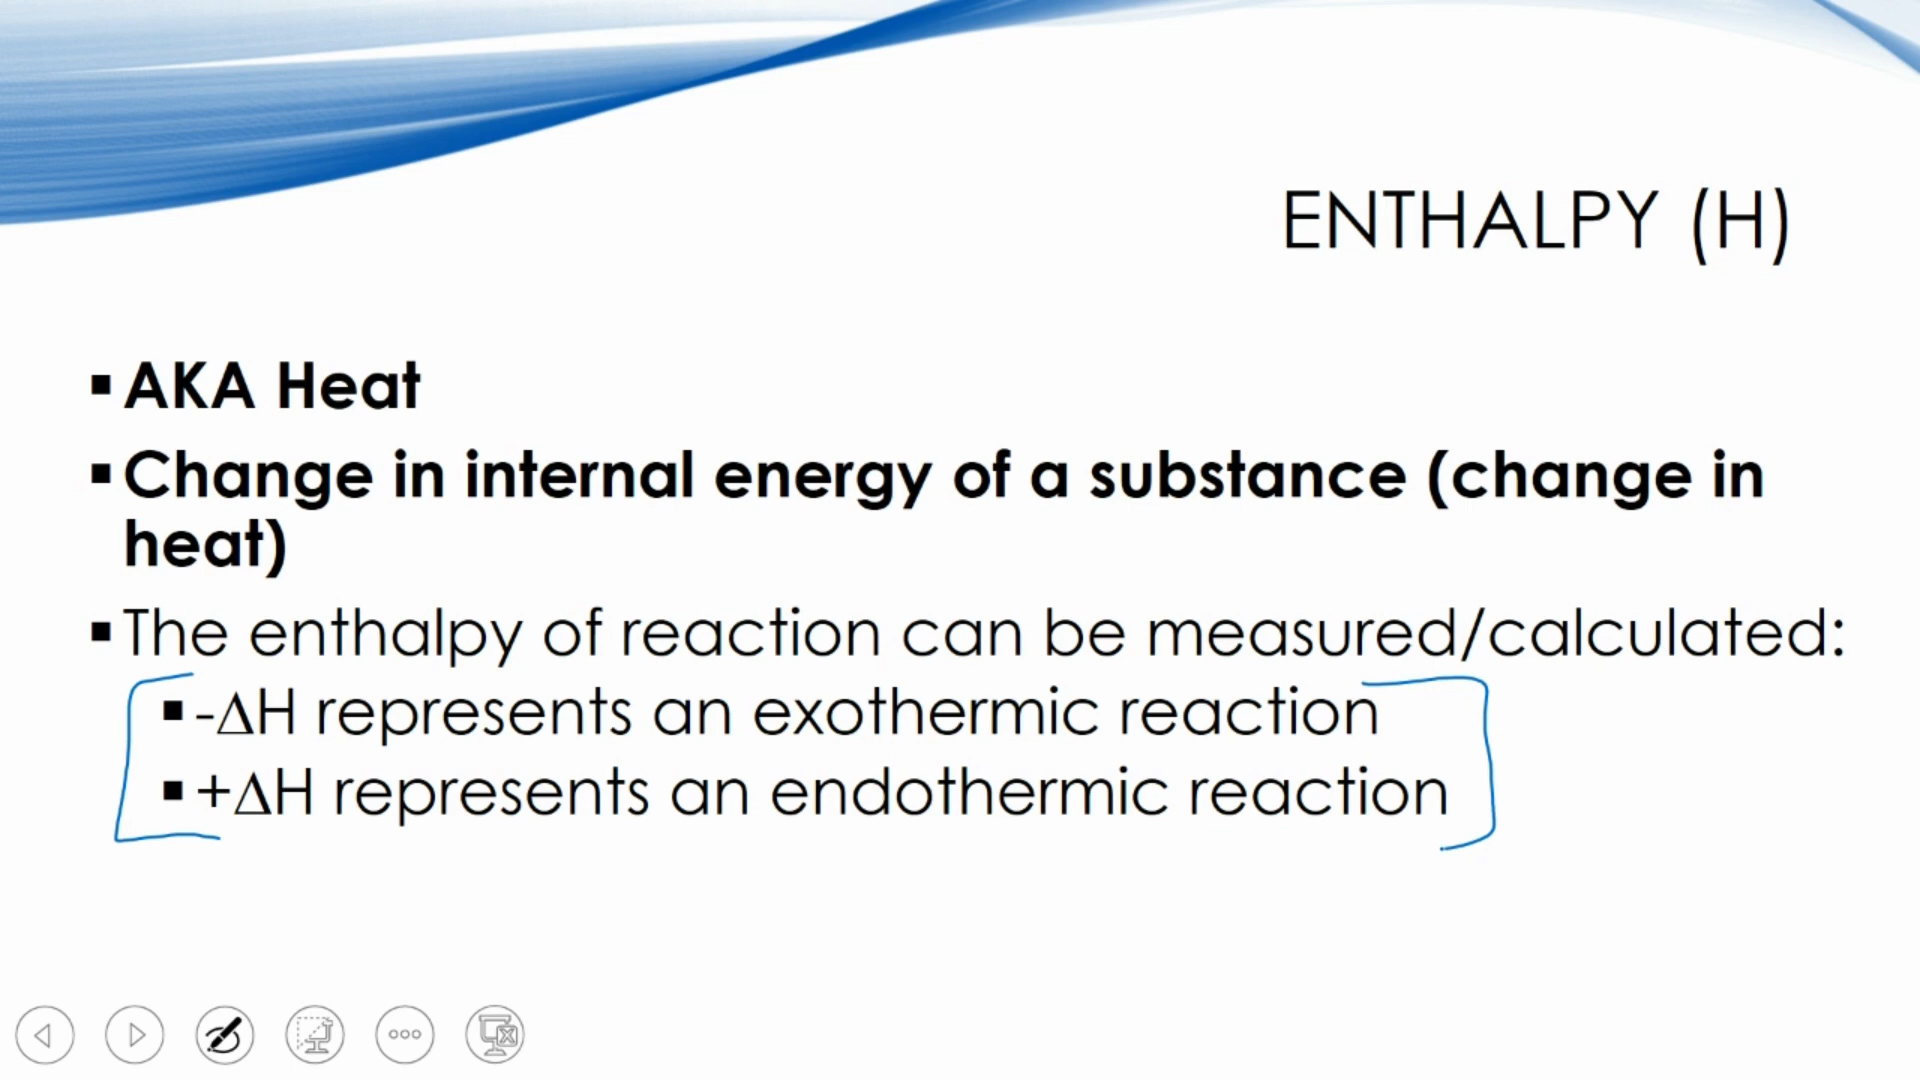 ENTHALPY (H)
▪AKA Heat
▪Change in internal energy of a substance (change in
heat)
▪The enthalpy of reaction can be measured/calculated:
▪-ΔH represents an exothermic reaction
▪+ΔH represents an endothermic reaction